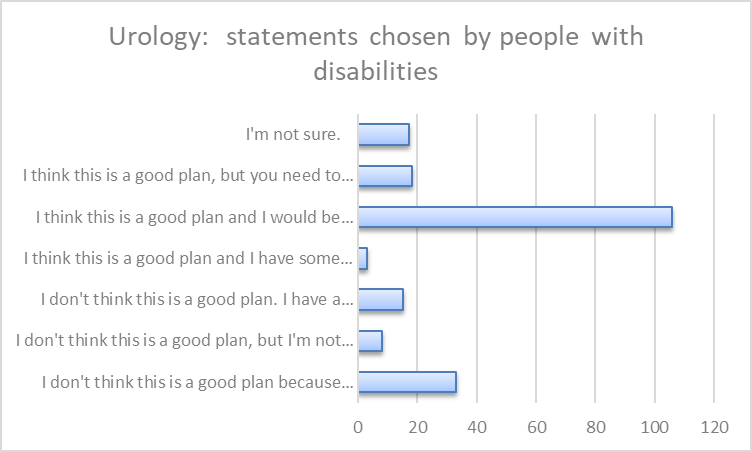 Urology: statements chosen by people with
disabilities
I'm not sure.
I think this is a good plan, but you need to...
I think this is a good plan and I would be...
I think this is a good plan and I have some...
I don't think this is a good plan. I have a...
I don't think this is a good plan, but I'm not...
I don't think this is a good plan because...
0 20 40 60 80 100 120